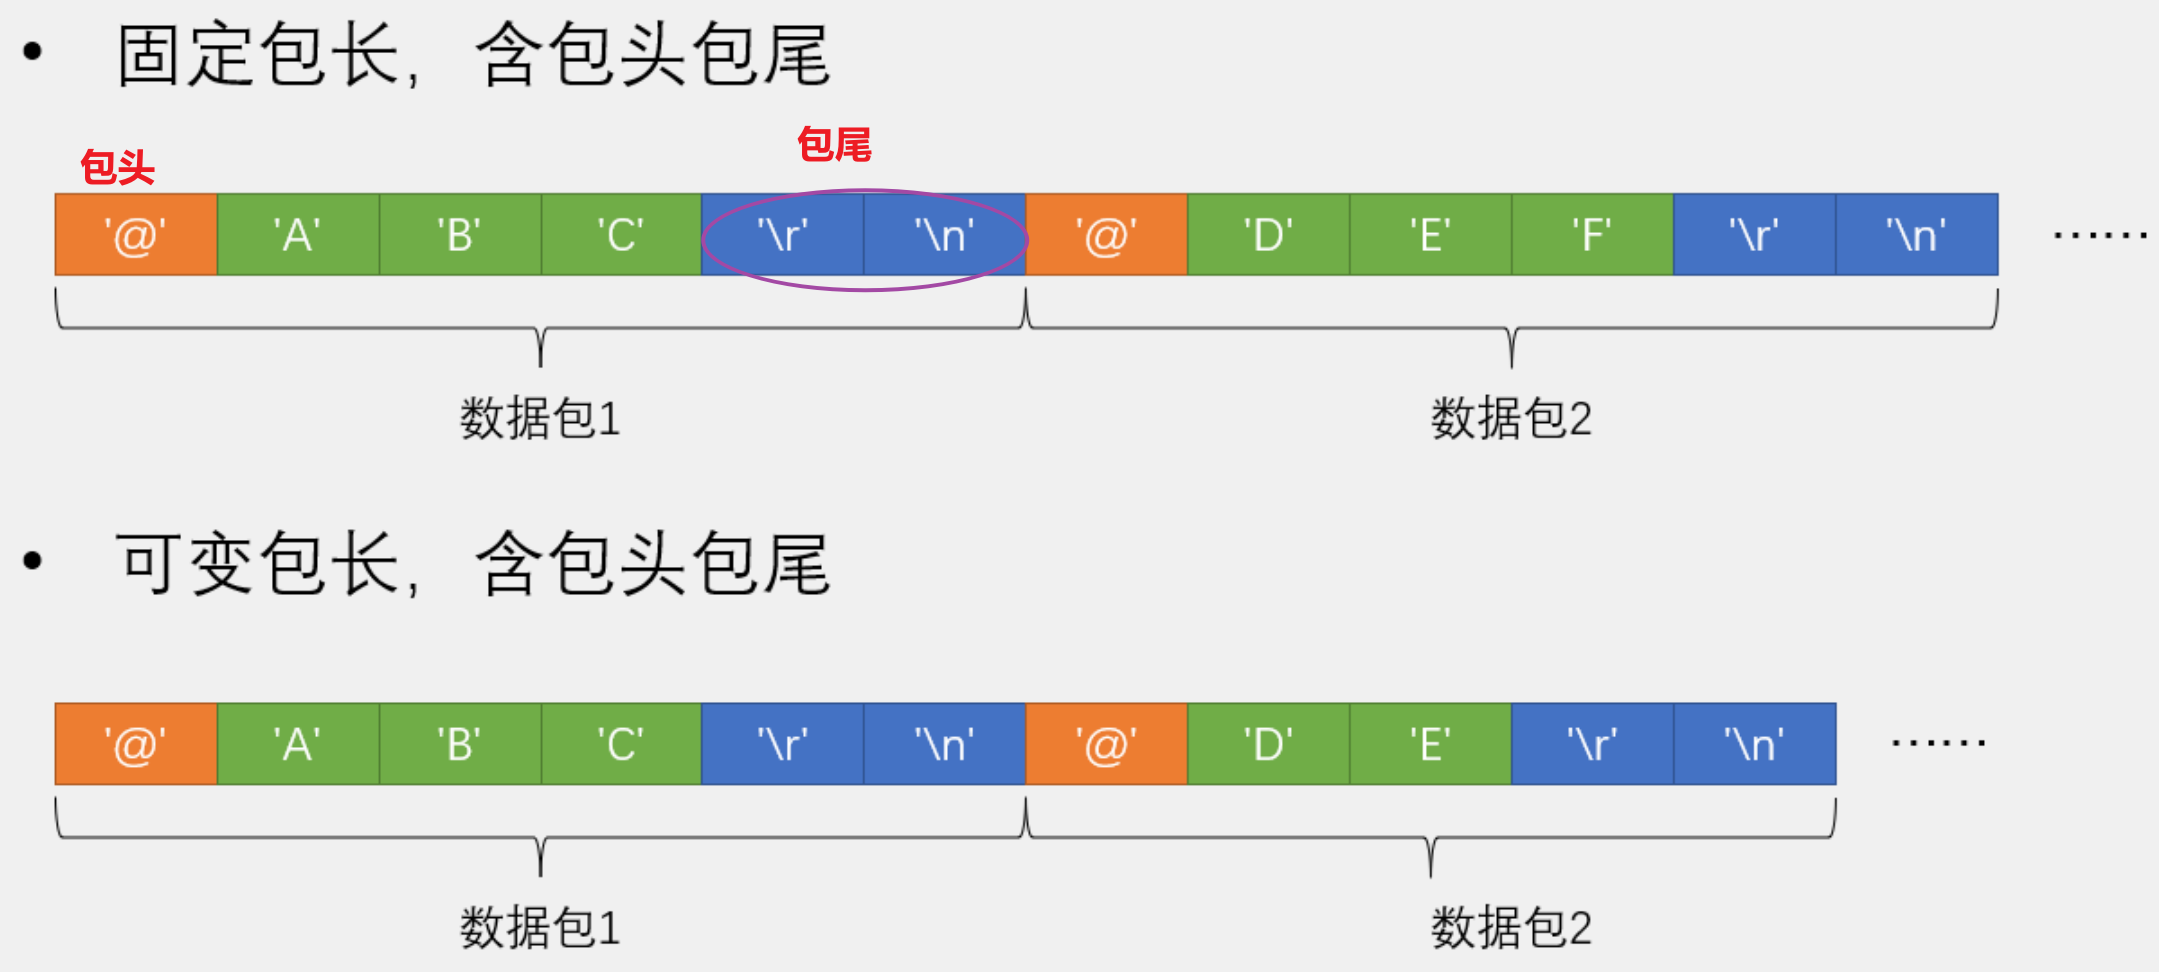 • 固定包长，含包头包尾
包头
包尾
'@' 'A' 'B' 'C' '\r' '\n' '@' 'D' 'E' 'F' '\r' '\n' ……
数据包1 数据包2
• 可变包长，含包头包尾
'@' 'A' 'B' 'C' '\r' '\n' '@' 'D' 'E' '\r' '\n' ……
数据包1 数据包2